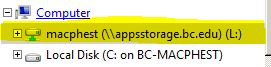 Computer
macphest (\\appsstorage.bc.edu) (L:)
Local Disk (C: on BC-MACPHEST)